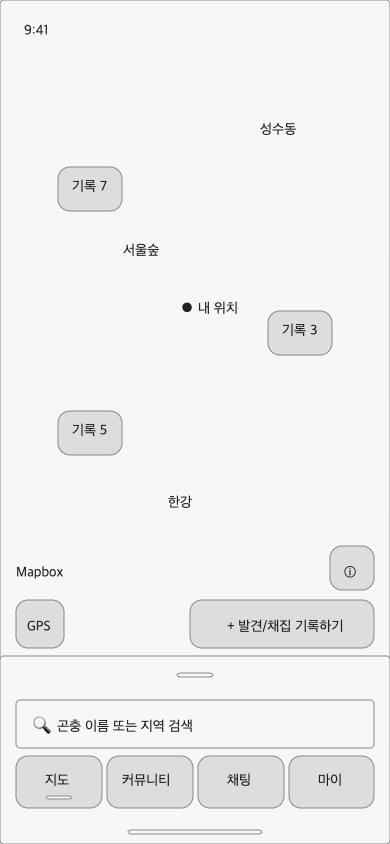 9:41
성수동
기록 7
서울숲
● 내 위치
기록 3
기록 5
한강
Mapbox
ⓘ
GPS
+ 발견/채집 기록하기
🔍 곤충 이름 또는 지역 검색
지도
커뮤니티
채팅
마이